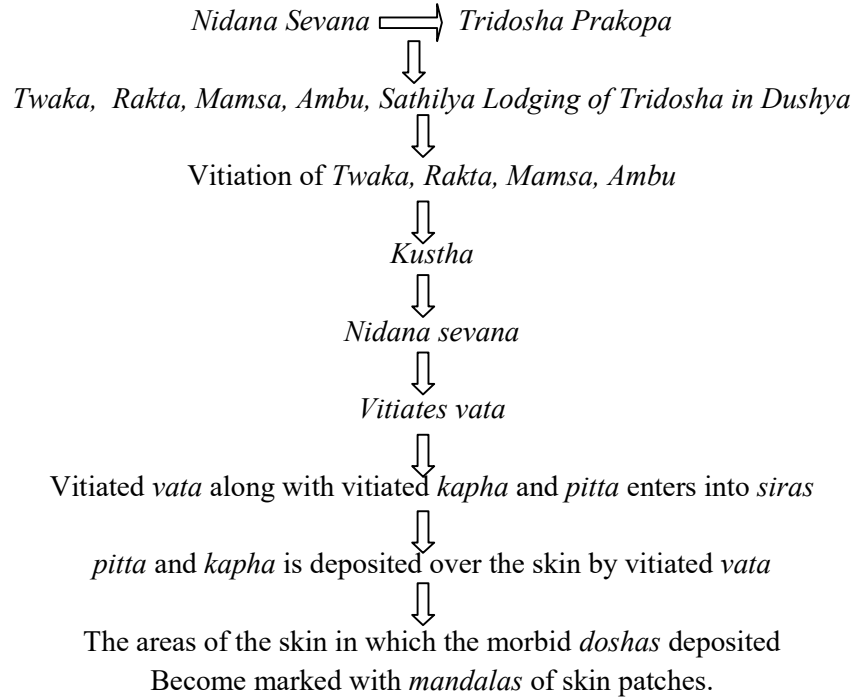 Nidana Sevana Tridosha Prakopa
Twaka, Rakta, Mamsa, Ambu, Sathilya Lodging of Tridosha in Dushya
Vitiation of Twaka, Rakta, Mamsa, Ambu
Kustha
Nidana sevana
Vitiates vata
Vitiated vata along with vitiated kapha and pitta enters into siras
pitta and kapha is deposited over the skin by vitiated vata
The areas of the skin in which the morbid doshas deposited
Become marked with mandalas of skin patches.